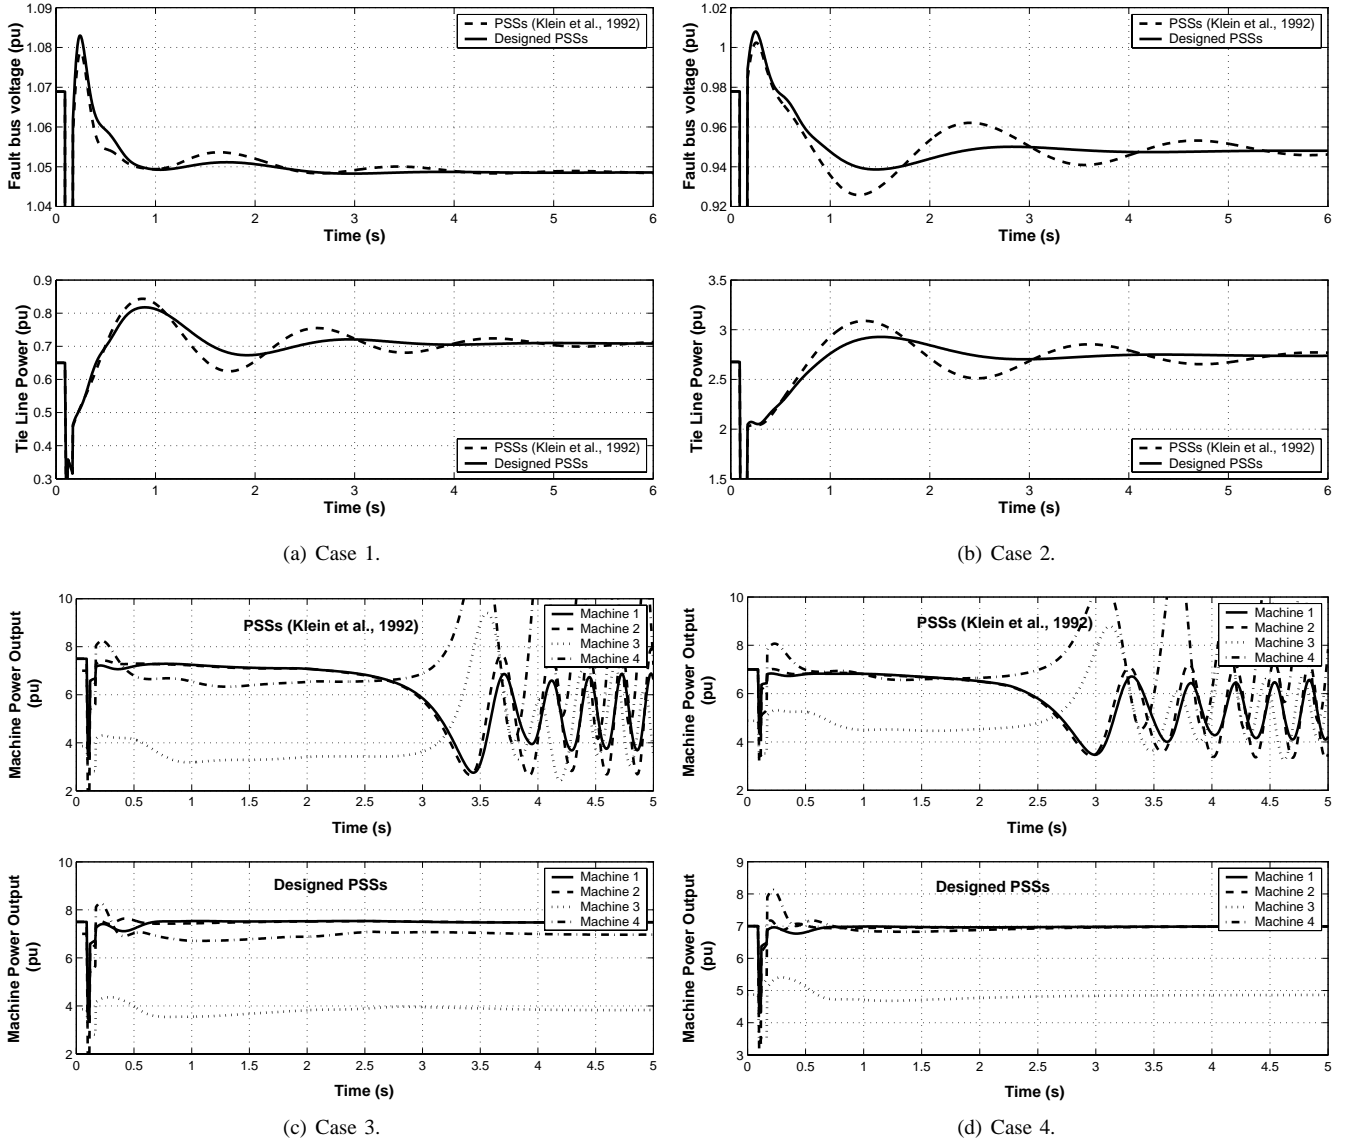 1.09
1.08
1.07
1.06
1.05
1.04
Fault bus voltage (pu)
PSSs (Klein et al., 1992)
Designed PSSs
0 1 2 3 4 5 6
Time (s)
1.02
1
0.98
0.96
0.94
0.92
Fault bus voltage (pu)
PSSs (Klein et al., 1992)
Designed PSSs
0 1 2 3 4 5 6
Time (s)
0.9
0.8
0.7
0.6
0.5
0.4
0.3
Tie Line Power (pu)
PSSs (Klein et al., 1992)
Designed PSSs
0 1 2 3 4 5 6
Time (s)
3.5
3
2.5
2
1.5
Tie Line Power (pu)
PSSs (Klein et al., 1992)
Designed PSSs
0 1 2 3 4 5 6
Time (s)
(a) Case 1.
(b) Case 2.
10
8
6
4
2
Machine Power Output
(pu)
PSSs (Klein et al., 1992)
Machine 1
Machine 2
Machine 3
Machine 4
0 0.5 1 1.5 2 2.5 3 3.5 4 4.5 5
Time (s)
10
8
6
4
2
Machine Power Output
(pu)
PSSs (Klein et al., 1992)
Machine 1
Machine 2
Machine 3
Machine 4
0 0.5 1 1.5 2 2.5 3 3.5 4 4.5 5
Time (s)
10
8
6
4
2
Machine Power Output
(pu)
Designed PSSs
Machine 1
Machine 2
Machine 3
Machine 4
0 0.5 1 1.5 2 2.5 3 3.5 4 4.5 5
Time (s)
9
8
7
6
5
4
3
Machine Power Output
(pu)
Designed PSSs
Machine 1
Machine 2
Machine 3
Machine 4
0 0.5 1 1.5 2 2.5 3 3.5 4 4.5 5
Time (s)
(c) Case 3.
(d) Case 4.